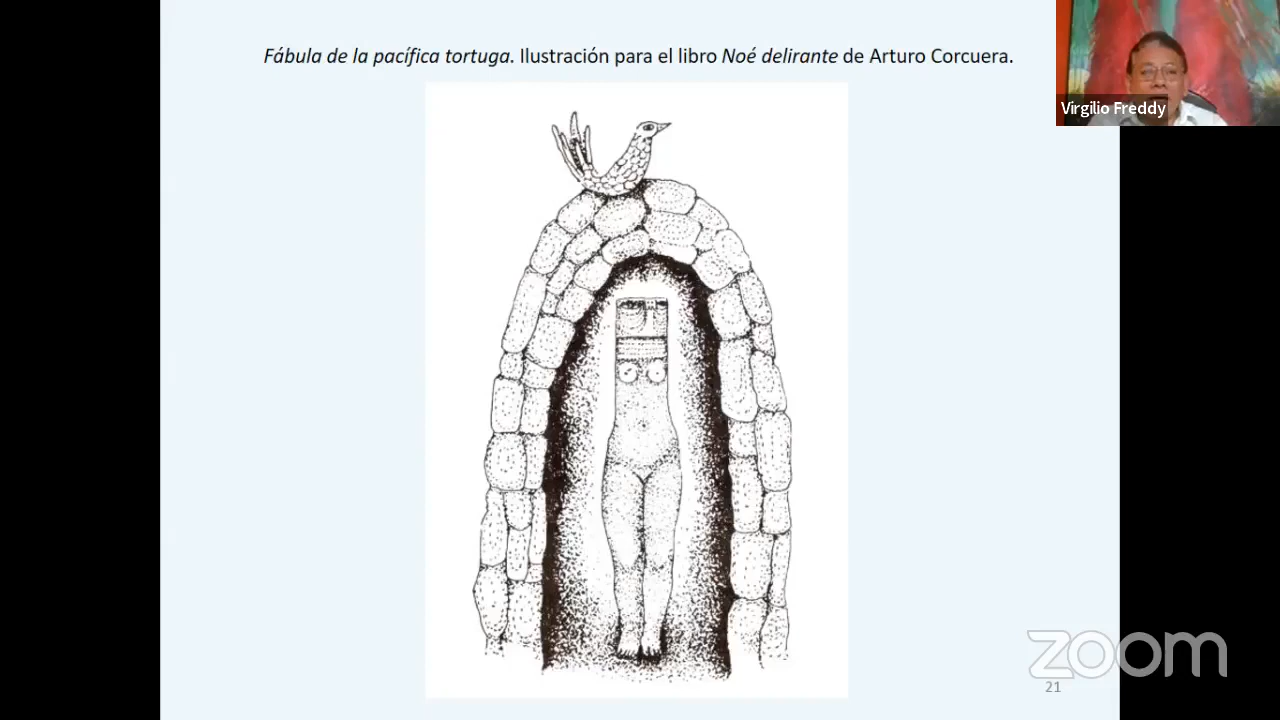 Fábula de la pacífica tortuga. Ilustración para el libro Noé delirante de Arturo Corcuera.
Virgilio Freddy
zoom
21